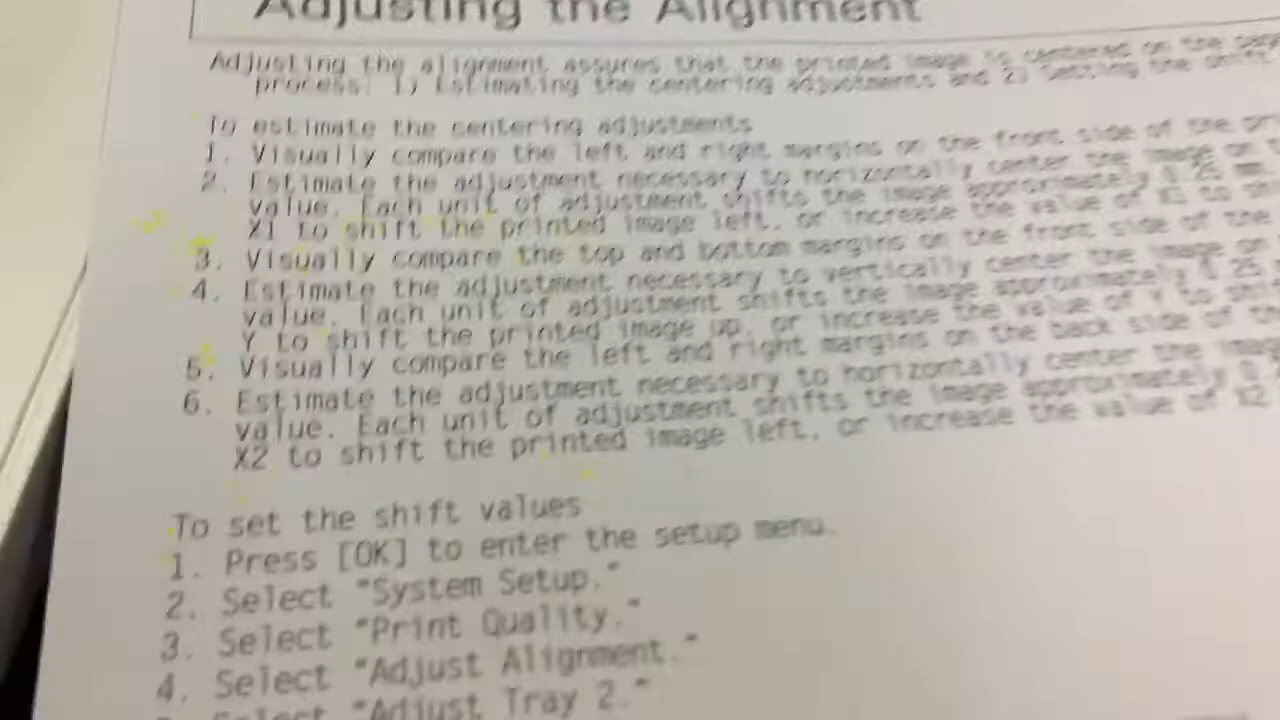 Adjusting the Alignment
Adjusting the alignment assures that the printed image is centered on the page
process: 1) Estimating the centering adjustments and 2) Setting the shift
To estimate the centering adjustments
1. Visually compare the left and right margins on the front side of the
2. Estimate the adjustment necessary to horizontally center the image on
value. Each unit of adjustment shifts the image approximately 0.25 mm
X1 to shift the printed image left, or increase the value of X1 to
3. Visually compare the top and bottom margins on the front side of the
4. Estimate the adjustment necessary to vertically center the image on
value. Each unit of adjustment shifts the image approximately 0.25
Y to shift the printed image up, or increase the value of Y to
5. Visually compare the left and right margins on the back side of
6. Estimate the adjustment necessary to horizontally center the
value. Each unit of adjustment shifts the image approximately
X2 to shift the printed image left, or increase the value of X2
To set the shift values
1. Press [OK] to enter the setup menu.
2. Select "System Setup."
3. Select "Print Quality."
4. Select "Adjust Alignment."
Select "Adjust Tray 2."